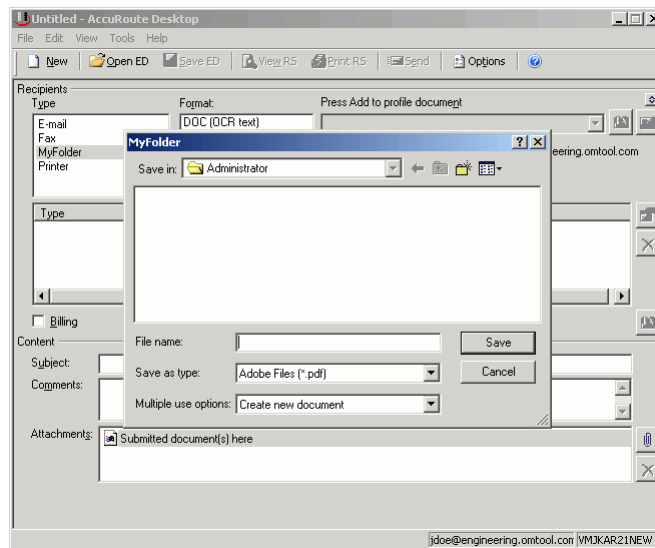 Untitled - AccuRoute Desktop
File Edit View Tools Help
New Open ED Save ED View RS Print RS Send Options
Recipients
Type Format: Press Add to profile document
E-mail DOC (OCR text)
Fax
MyFolder
Printer
eering.omtool.com
MyFolder
Save in: Administrator
Type
File name: Save
Save as type: Adobe Files (*.pdf) Cancel
Multiple use options: Create new document
Billing
Content
Subject:
Comments:
Attachments: Submitted document(s) here
jdoe@engineering.omtool.com VMJKAR21NEW